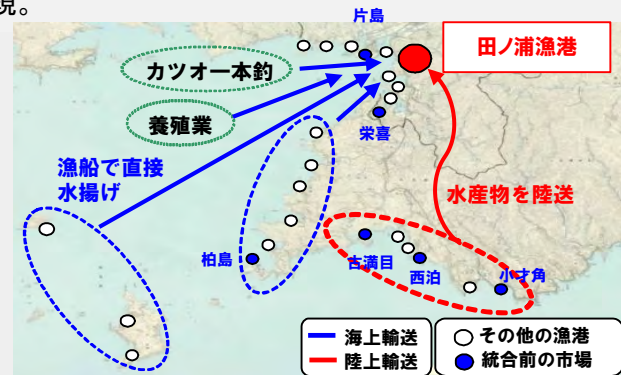 現。
片島
田ノ浦漁港
カツオ一本釣
養殖業
栄喜
漁船で直接
水揚げ
水産物を陸送
柏島
古満目
西泊
小才角
海上輸送
陸上輸送
その他の漁港
統合前の市場